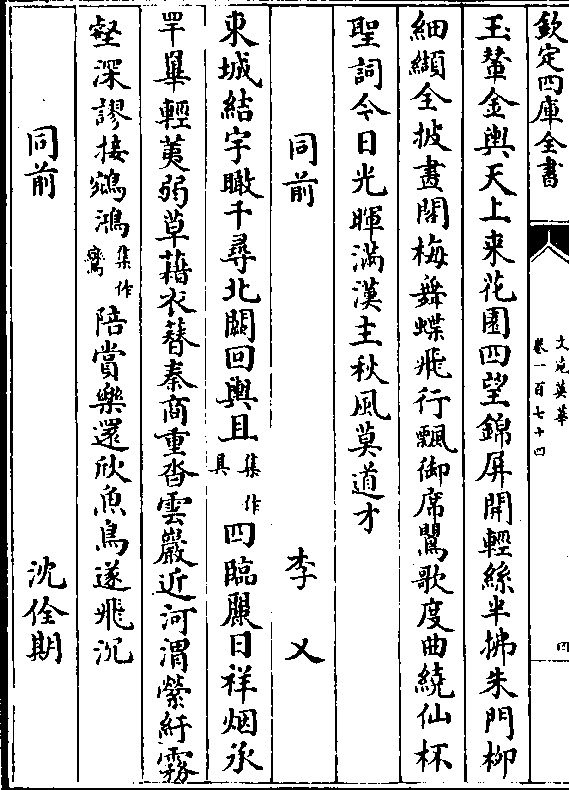 欽定四庫全書
文苑英華
卷一百七十四
四
玉輦金輿天上来花園四望錦屏開輕絲半拂朱門柳
細纈全披畫閣梅舞蝶飛行飄御席鶯歌度曲繞仙杯
聖詞今日光暉滿漢主秋風莫道才
同前 李乂
東城結宇瞰千尋北闕回輿且集作具四臨麗日祥烟承
罕罼輕荑弱草藉衣簪秦商重沓雲巖近河渭縈紆霧
壑深謬接鵷鴻集作鸞陪賞樂還欣魚鳥遂飛沉
同前 沈佺期